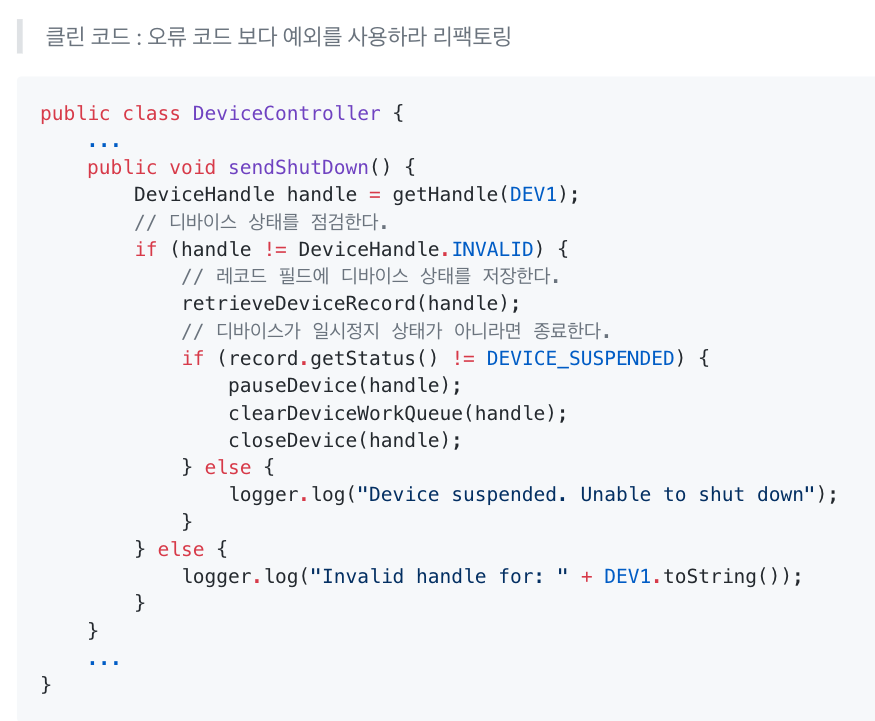 클린 코드 : 오류 코드 보다 예외를 사용하라 리팩토링
public class DeviceController {
    ...
    public void sendShutDown() {
        DeviceHandle handle = getHandle(DEV1);
        // 디바이스 상태를 점검한다.
        if (handle != DeviceHandle.INVALID) {
            // 레코드 필드에 디바이스 상태를 저장한다.
            retrieveDeviceRecord(handle);
            // 디바이스가 일시정지 상태가 아니라면 종료한다.
            if (record.getStatus() != DEVICE_SUSPENDED) {
                pauseDevice(handle);
                clearDeviceWorkQueue(handle);
                closeDevice(handle);
            } else {
                logger.log("Device suspended. Unable to shut down");
            }
        } else {
            logger.log("Invalid handle for: " + DEV1.toString());
        }
    }
    ...
}